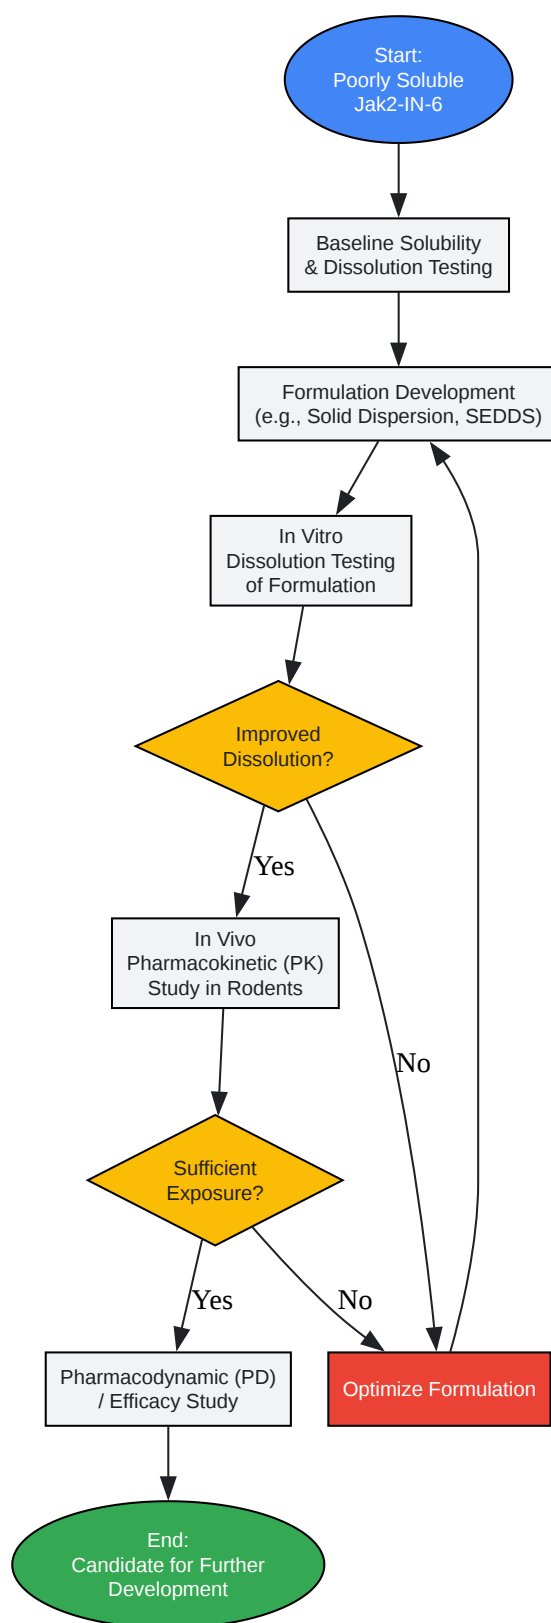 Start:
Poorly Soluble
Jak2-IN-6
Baseline Solubility
& Dissolution Testing
Formulation Development
(e.g., Solid Dispersion, SEDDS)
In Vitro
Dissolution Testing
of Formulation
Improved
Dissolution?
Yes
In Vivo
Pharmacokinetic (PK)
Study in Rodents
No
Sufficient
Exposure?
Yes
No
Pharmacodynamic (PD)
/ Efficacy Study
Optimize Formulation
End:
Candidate for Further
Development